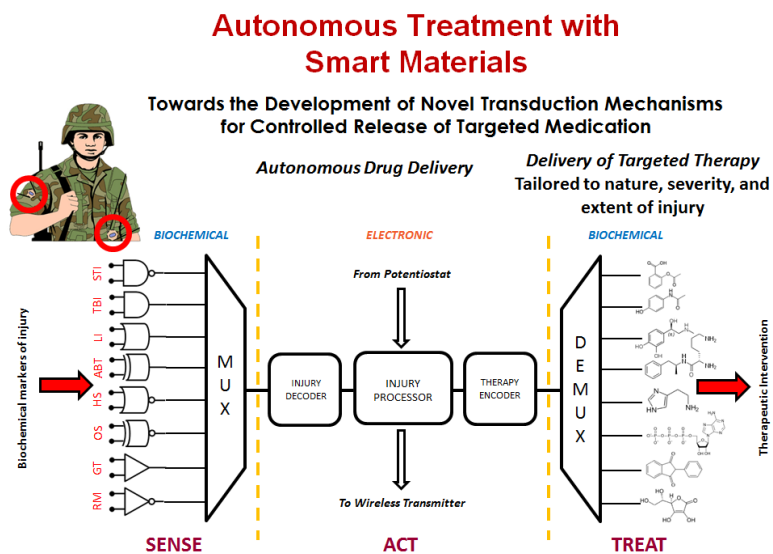 Autonomous Treatment with
Smart Materials
Towards the Development of Novel Transduction Mechanisms
for Controlled Release of Targeted Medication
Autonomous Drug Delivery
Delivery of Targeted Therapy
Tailored to nature, severity, and
extent of injury
BIOCHEMICAL
ELECTRONIC
BIOCHEMICAL
From Potentiostat
Biochemical markers of injury
STI
TBI
LI
ABT
HS
OS
GT
RM
MUX
INJURY
DECODER
INJURY
PROCESSOR
THERAPY
ENCODER
DEMUX
Therapeutic Intervention
To Wireless Transmitter
SENSE
ACT
TREAT